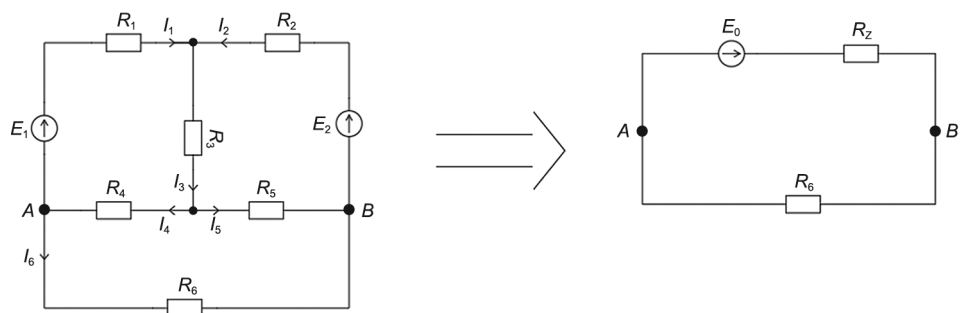 R1 I1 I2 R2
E1 R3 E2
R4 I3 R5
A I4 I5 B
I6
R6
E0 RZ
A B
R6